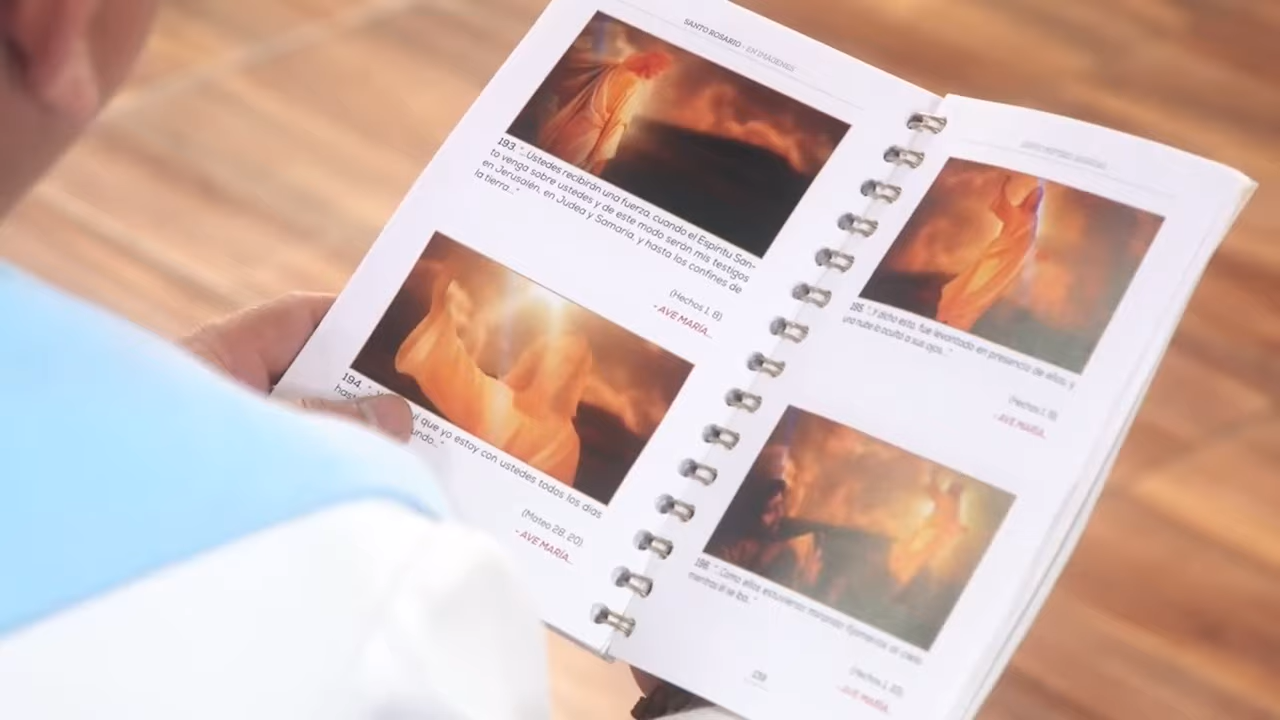 SANTO ROSARIO - EN IMÁGENES
193. "...Ustedes recibirán una fuerza, cuando el Espíritu San-
to venga sobre ustedes y de este modo serán mis testigos
en Jerusalén, en Judea y Samaria, y hasta los confines de
la tierra..."
(Hechos 1, 8)
- AVE MARÍA...
194. uí que yo estoy con ustedes todos los días
hast undo..."
(Mateo 28, 20)
- AVE MARÍA...
195. "...Y dicho esto, fue levantado en presencia de ellos, y
una nube lo ocultó a sus ojos..."
(Hechos 1, 9)
- AVE MARÍA...
196. "...Como ellos estuvieran mirando fijamente al cielo
mientras él se iba..."
(Hechos 1, 10)
- AVE MARÍA...